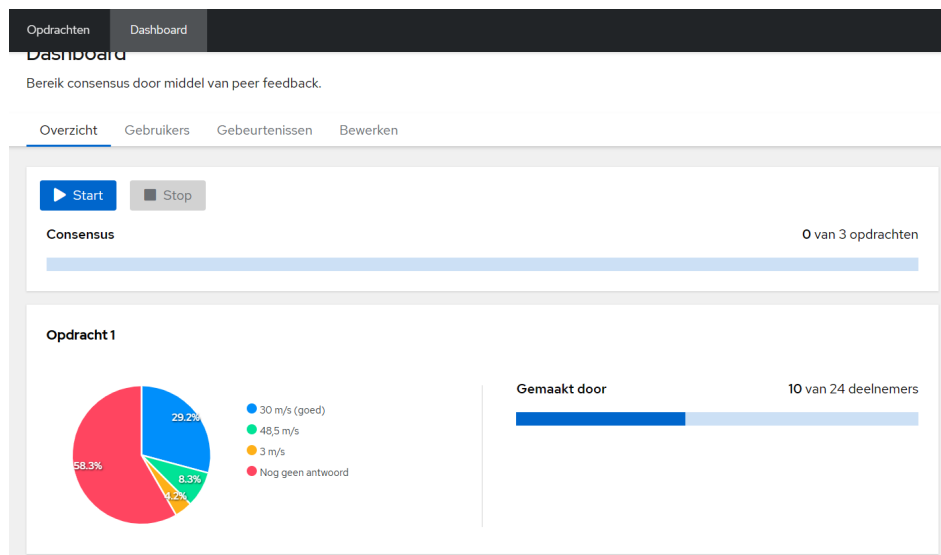 Opdrachten Dashboard
Dashboard
Bereik consensus door middel van peer feedback.
Overzicht Gebruikers Gebeurtenissen Bewerken
Start Stop
Consensus 0 van 3 opdrachten
Opdracht 1
29.2%
8.3%
4.2%
58.3%
30 m/s (goed)
48,5 m/s
3 m/s
Nog geen antwoord
Gemaakt door 10 van 24 deelnemers